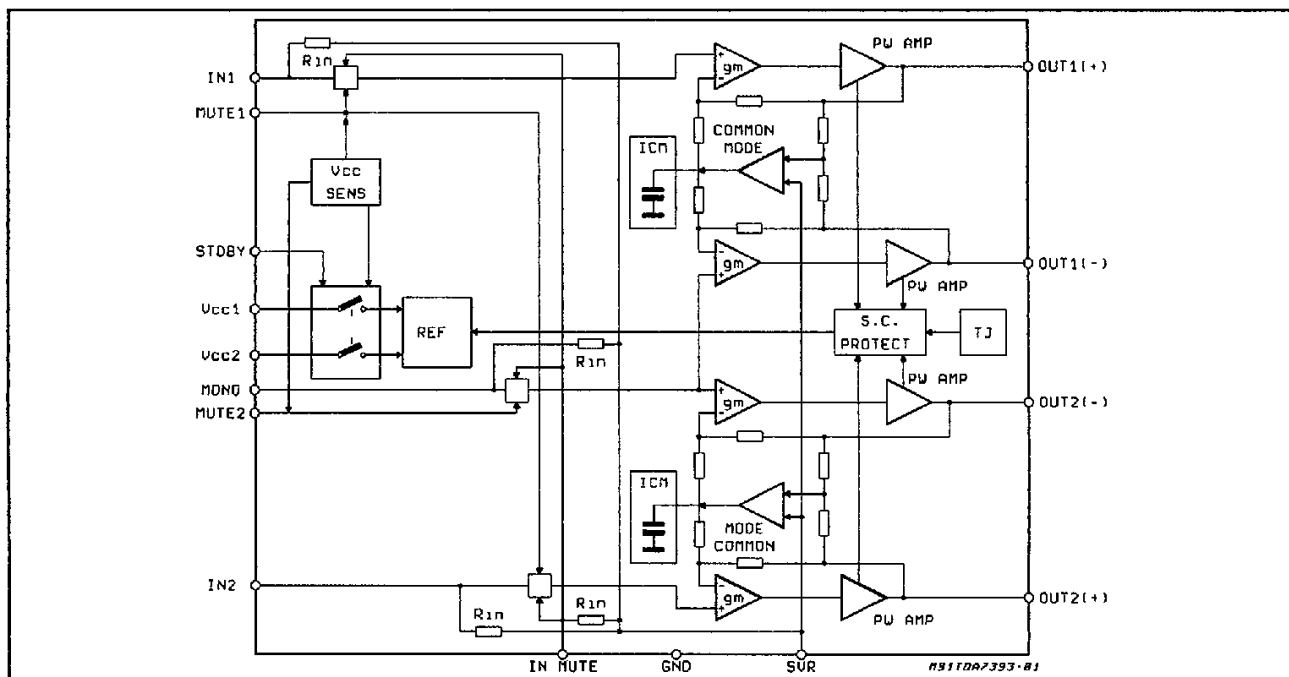 PW AMP
Rin
gm
IN1
OUT1(+)
MUTE1
COMMON
MODE
ICM
Vcc
SENS
STDBY
gm
OUT1(-)
PW AMP
Vcc1
S.C.
PROTECT
TJ
REF
Vcc2
Rin
PW AMP
MONO
MUTE2
gm
OUT2(-)
ICM
MODE
COMMON
IN2
gm
OUT2(+)
Rin
Rin
PW AMP
IN MUTE
GND
SVR
M91TDA7393-01